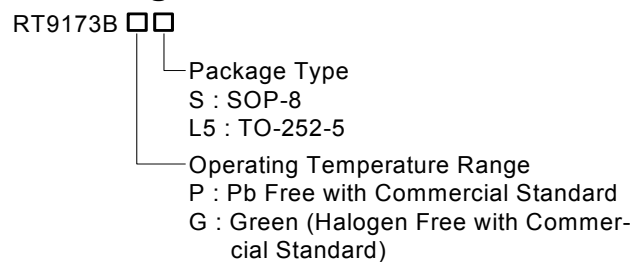 RT9173B
Package Type
S : SOP-8
L5 : TO-252-5
Operating Temperature Range
P : Pb Free with Commercial Standard
G : Green (Halogen Free with Commer-
cial Standard)